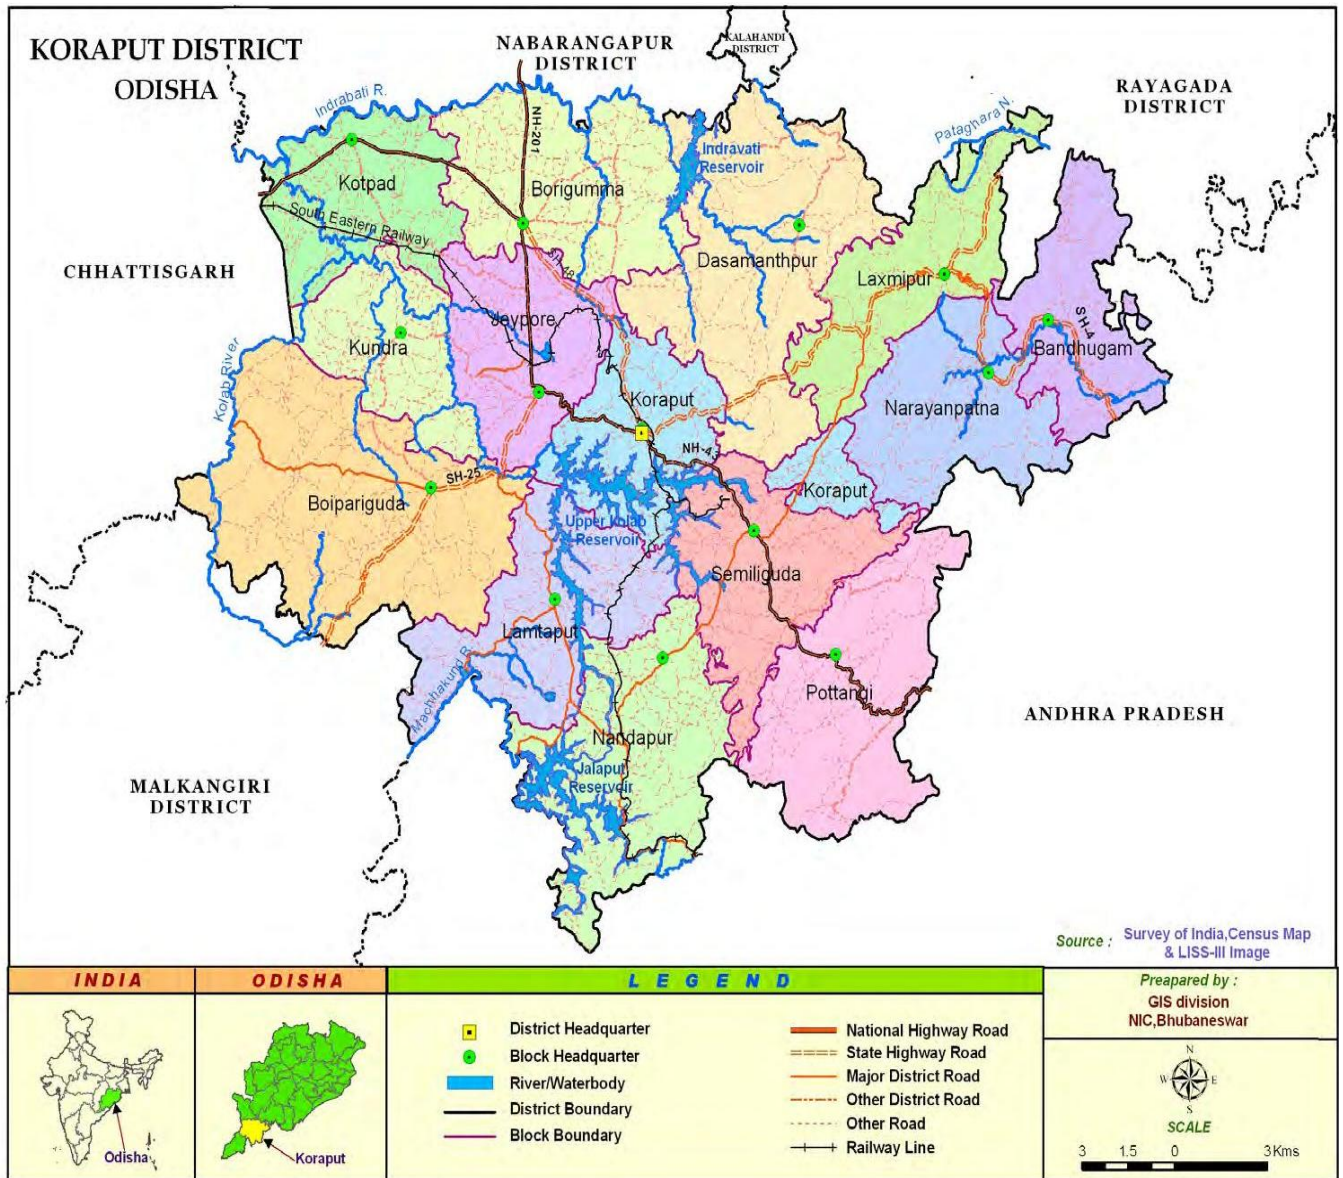 KORAPUT DISTRICT
ODISHA
NABARANGAPUR
DISTRICT
KALAHANDI
DISTRICT
RAYAGADA
DISTRICT
Indrabati R.
NH-201
Pataghara N.
Indravati
Reservoir
Kotpad
Borigumma
South Eastern Railway
Dasamanthpur
CHHATTISGARH
SH-48
Laxmipur
Jeypore
SH-4
Kundra
Bandhugam
Kolab River
Koraput
Narayanpatna
NH-43
SH-25
Koraput
Boipariguda
Upper Kolab
Reservoir
Semiliguda
Lamtaput
Machhakund R.
Pottangi
ANDHRA PRADESH
Nandapur
Jalaput
Reservoir
MALKANGIRI
DISTRICT
Source : Survey of India,Census Map
& LISS-III Image
INDIA
ODISHA
LEGEND
Preapared by :
GIS division
NIC,Bhubaneswar
District Headquarter
Block Headquarter
River/Waterbody
District Boundary
Block Boundary
National Highway Road
State Highway Road
Major District Road
Other District Road
Other Road
Railway Line
Odisha
Koraput
N
W E
S
SCALE
3 1.5 0 3Kms